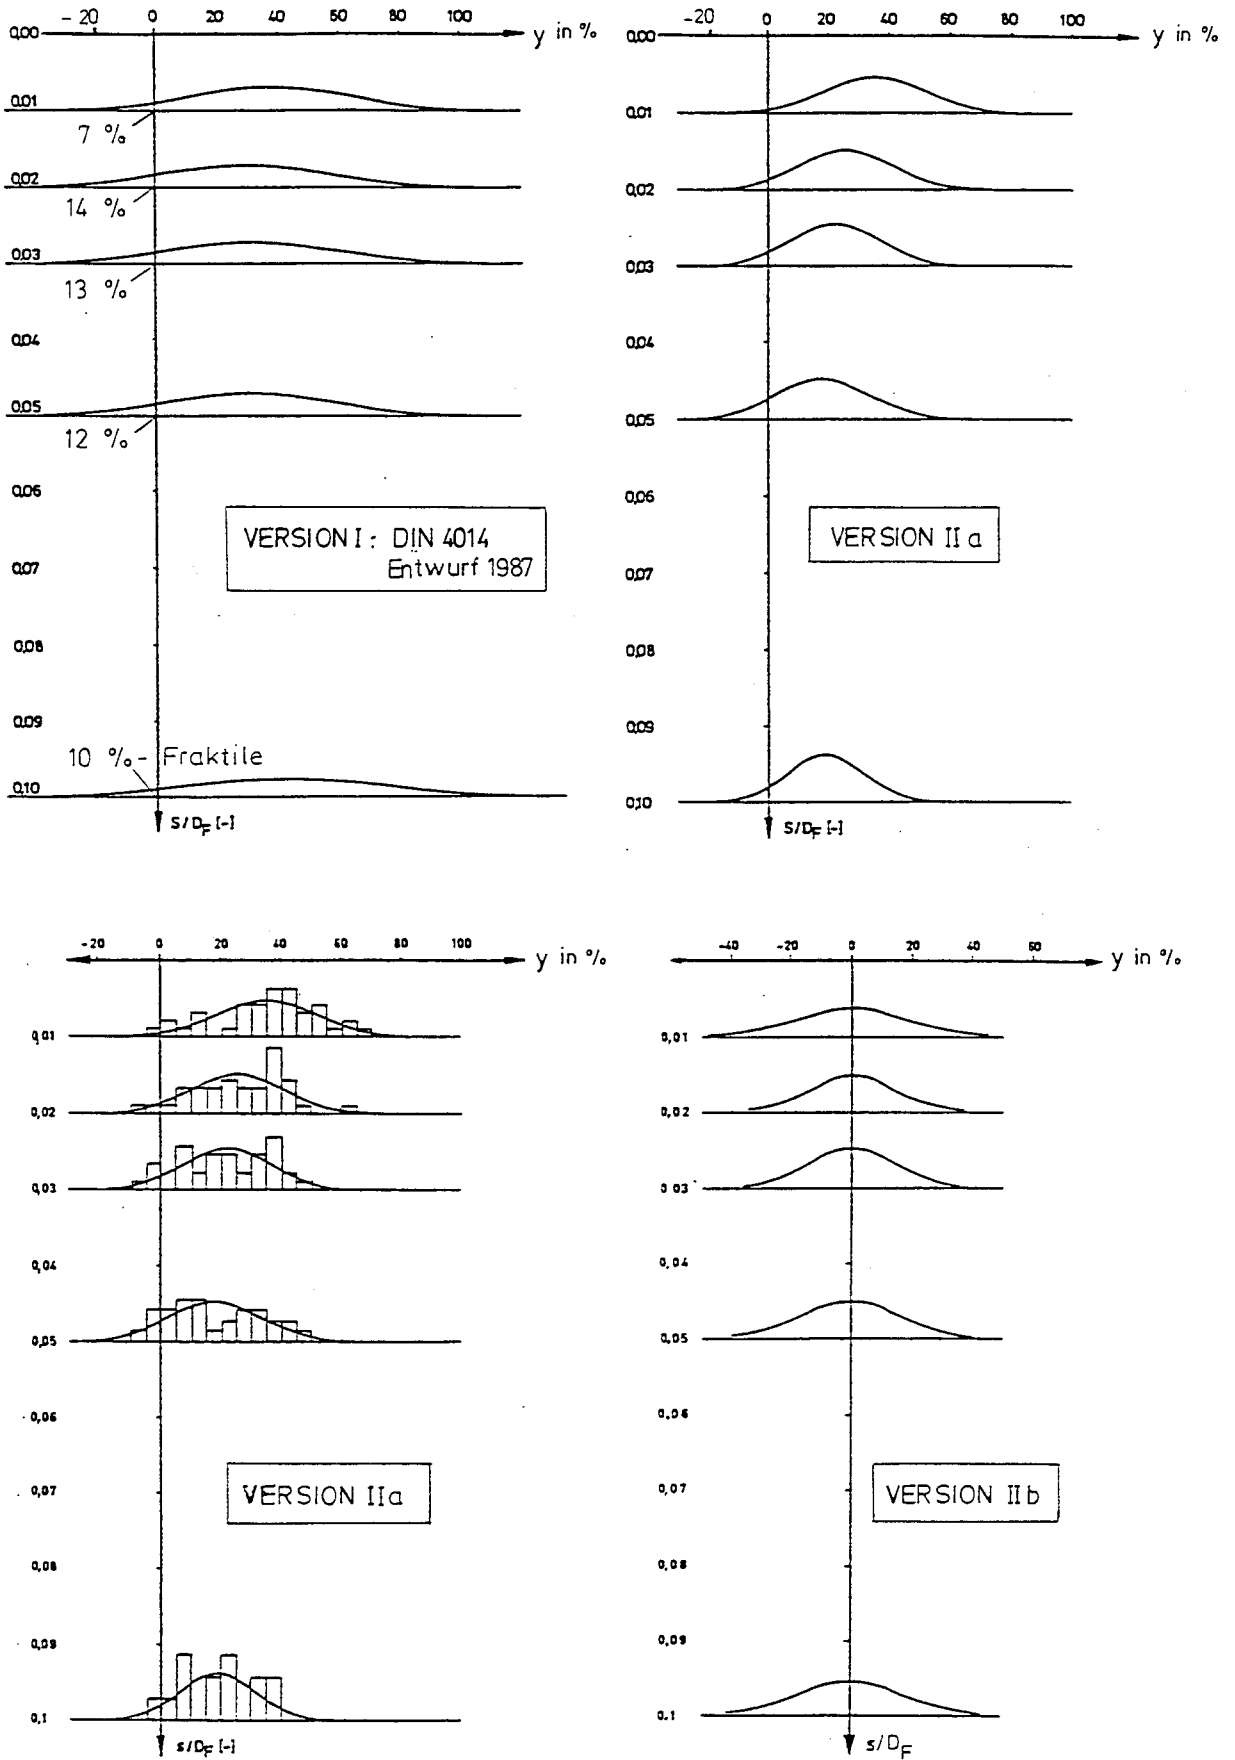 -20 0 20 40 60 80 100
0,00 y in %
0,01
7 %
0,02
14 %
0,03
13 %
0,04
0,05
12 %
0,06
VERSION I : DIN 4014
Entwurf 1987
0,07
0,08
0,09
10 %- Fraktile
0,10
S/D_F [-]
-20 0 20 40 60 80 100
0,00 y in %
0,01
0,02
0,03
0,04
0,05
0,06
VERSION II a
0,07
0,08
0,09
0,10
S/D_F [-]
-20 0 20 40 60 80 100
y in %
0,01
0,02
0,03
0,04
0,05
0,06
VERSION IIa
0,07
0,08
0,09
0,1
s/D_F [-]
-40 -20 0 20 40 60
y in %
0,01
0,02
0,03
0,04
0,05
0,06
VERSION II b
0,07
0,08
0,09
0.1
s/D_F